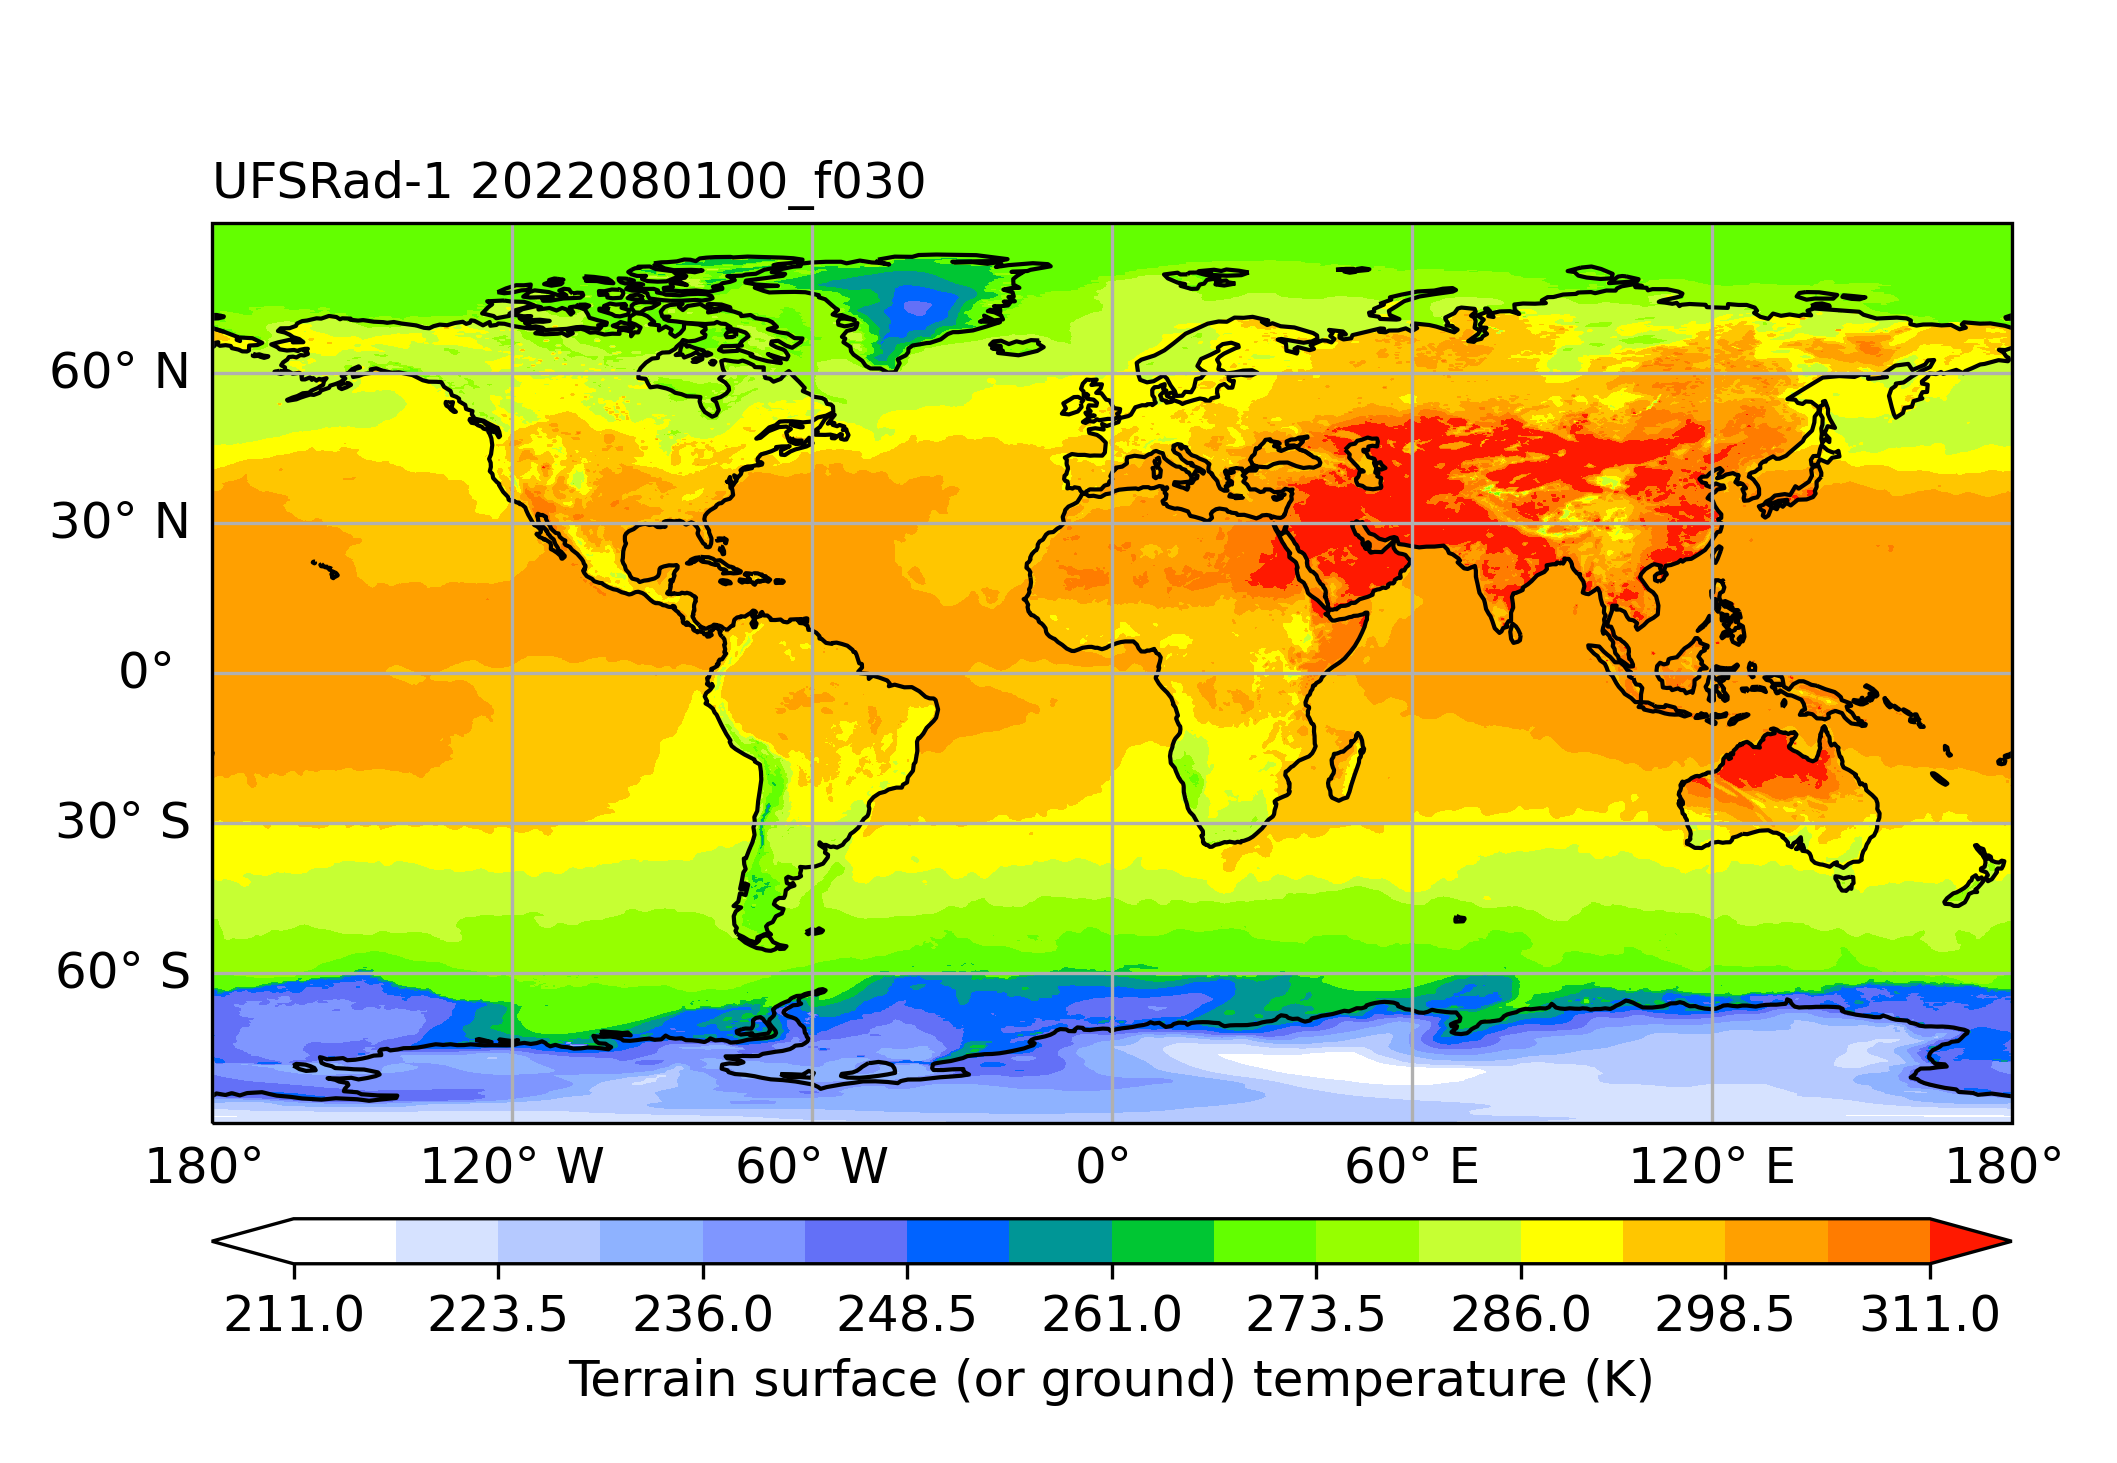 UFSRad-1 2022080100_f030
60° N
30° N
0°
30° S
60° S
180° 120° W 60° W 0° 60° E 120° E 180°
211.0 223.5 236.0 248.5 261.0 273.5 286.0 298.5 311.0
Terrain surface (or ground) temperature (K)